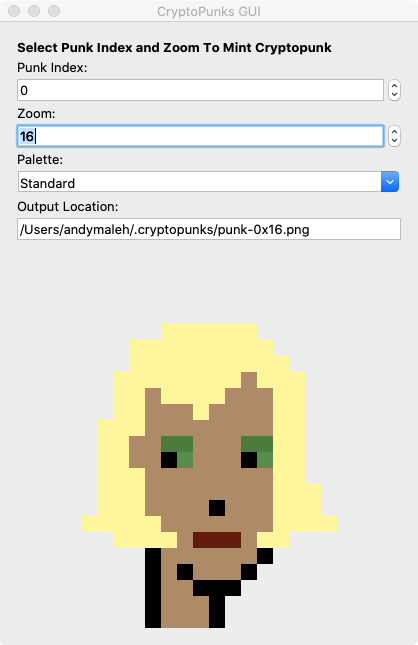 CryptoPunks GUI
Select Punk Index and Zoom To Mint Cryptopunk
Punk Index:
0
Zoom:
16
Palette:
Standard
Output Location:
/Users/andymaleh/.cryptopunks/punk-0x16.png